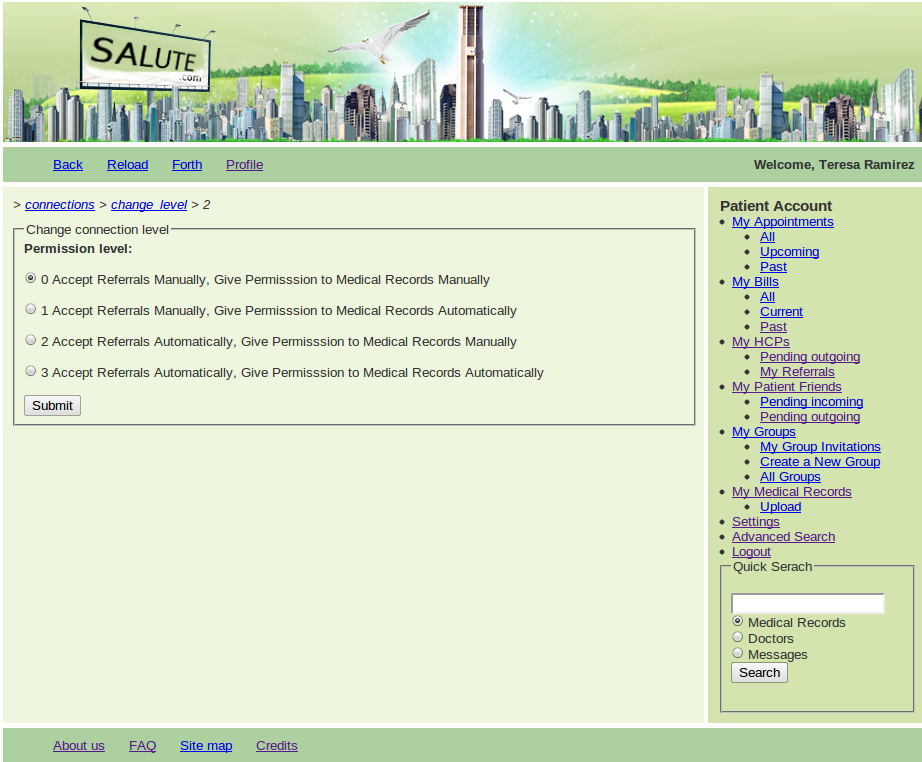 SALUTE
.com
Back Reload Forth Profile Welcome, Teresa Ramirez
> connections > change_level > 2
Change connection level
Permission level:
0 Accept Referrals Manually, Give Permisssion to Medical Records Manually
1 Accept Referrals Manually, Give Permisssion to Medical Records Automatically
2 Accept Referrals Automatically, Give Permisssion to Medical Records Manually
3 Accept Referrals Automatically, Give Permisssion to Medical Records Automatically
Submit
Patient Account
My Appointments
All
Upcoming
Past
My Bills
All
Current
Past
My HCPs
Pending outgoing
My Referrals
My Patient Friends
Pending incoming
Pending outgoing
My Groups
My Group Invitations
Create a New Group
All Groups
My Medical Records
Upload
Settings
Advanced Search
Logout
Quick Serach
Medical Records
Doctors
Messages
Search
About us FAQ Site map Credits